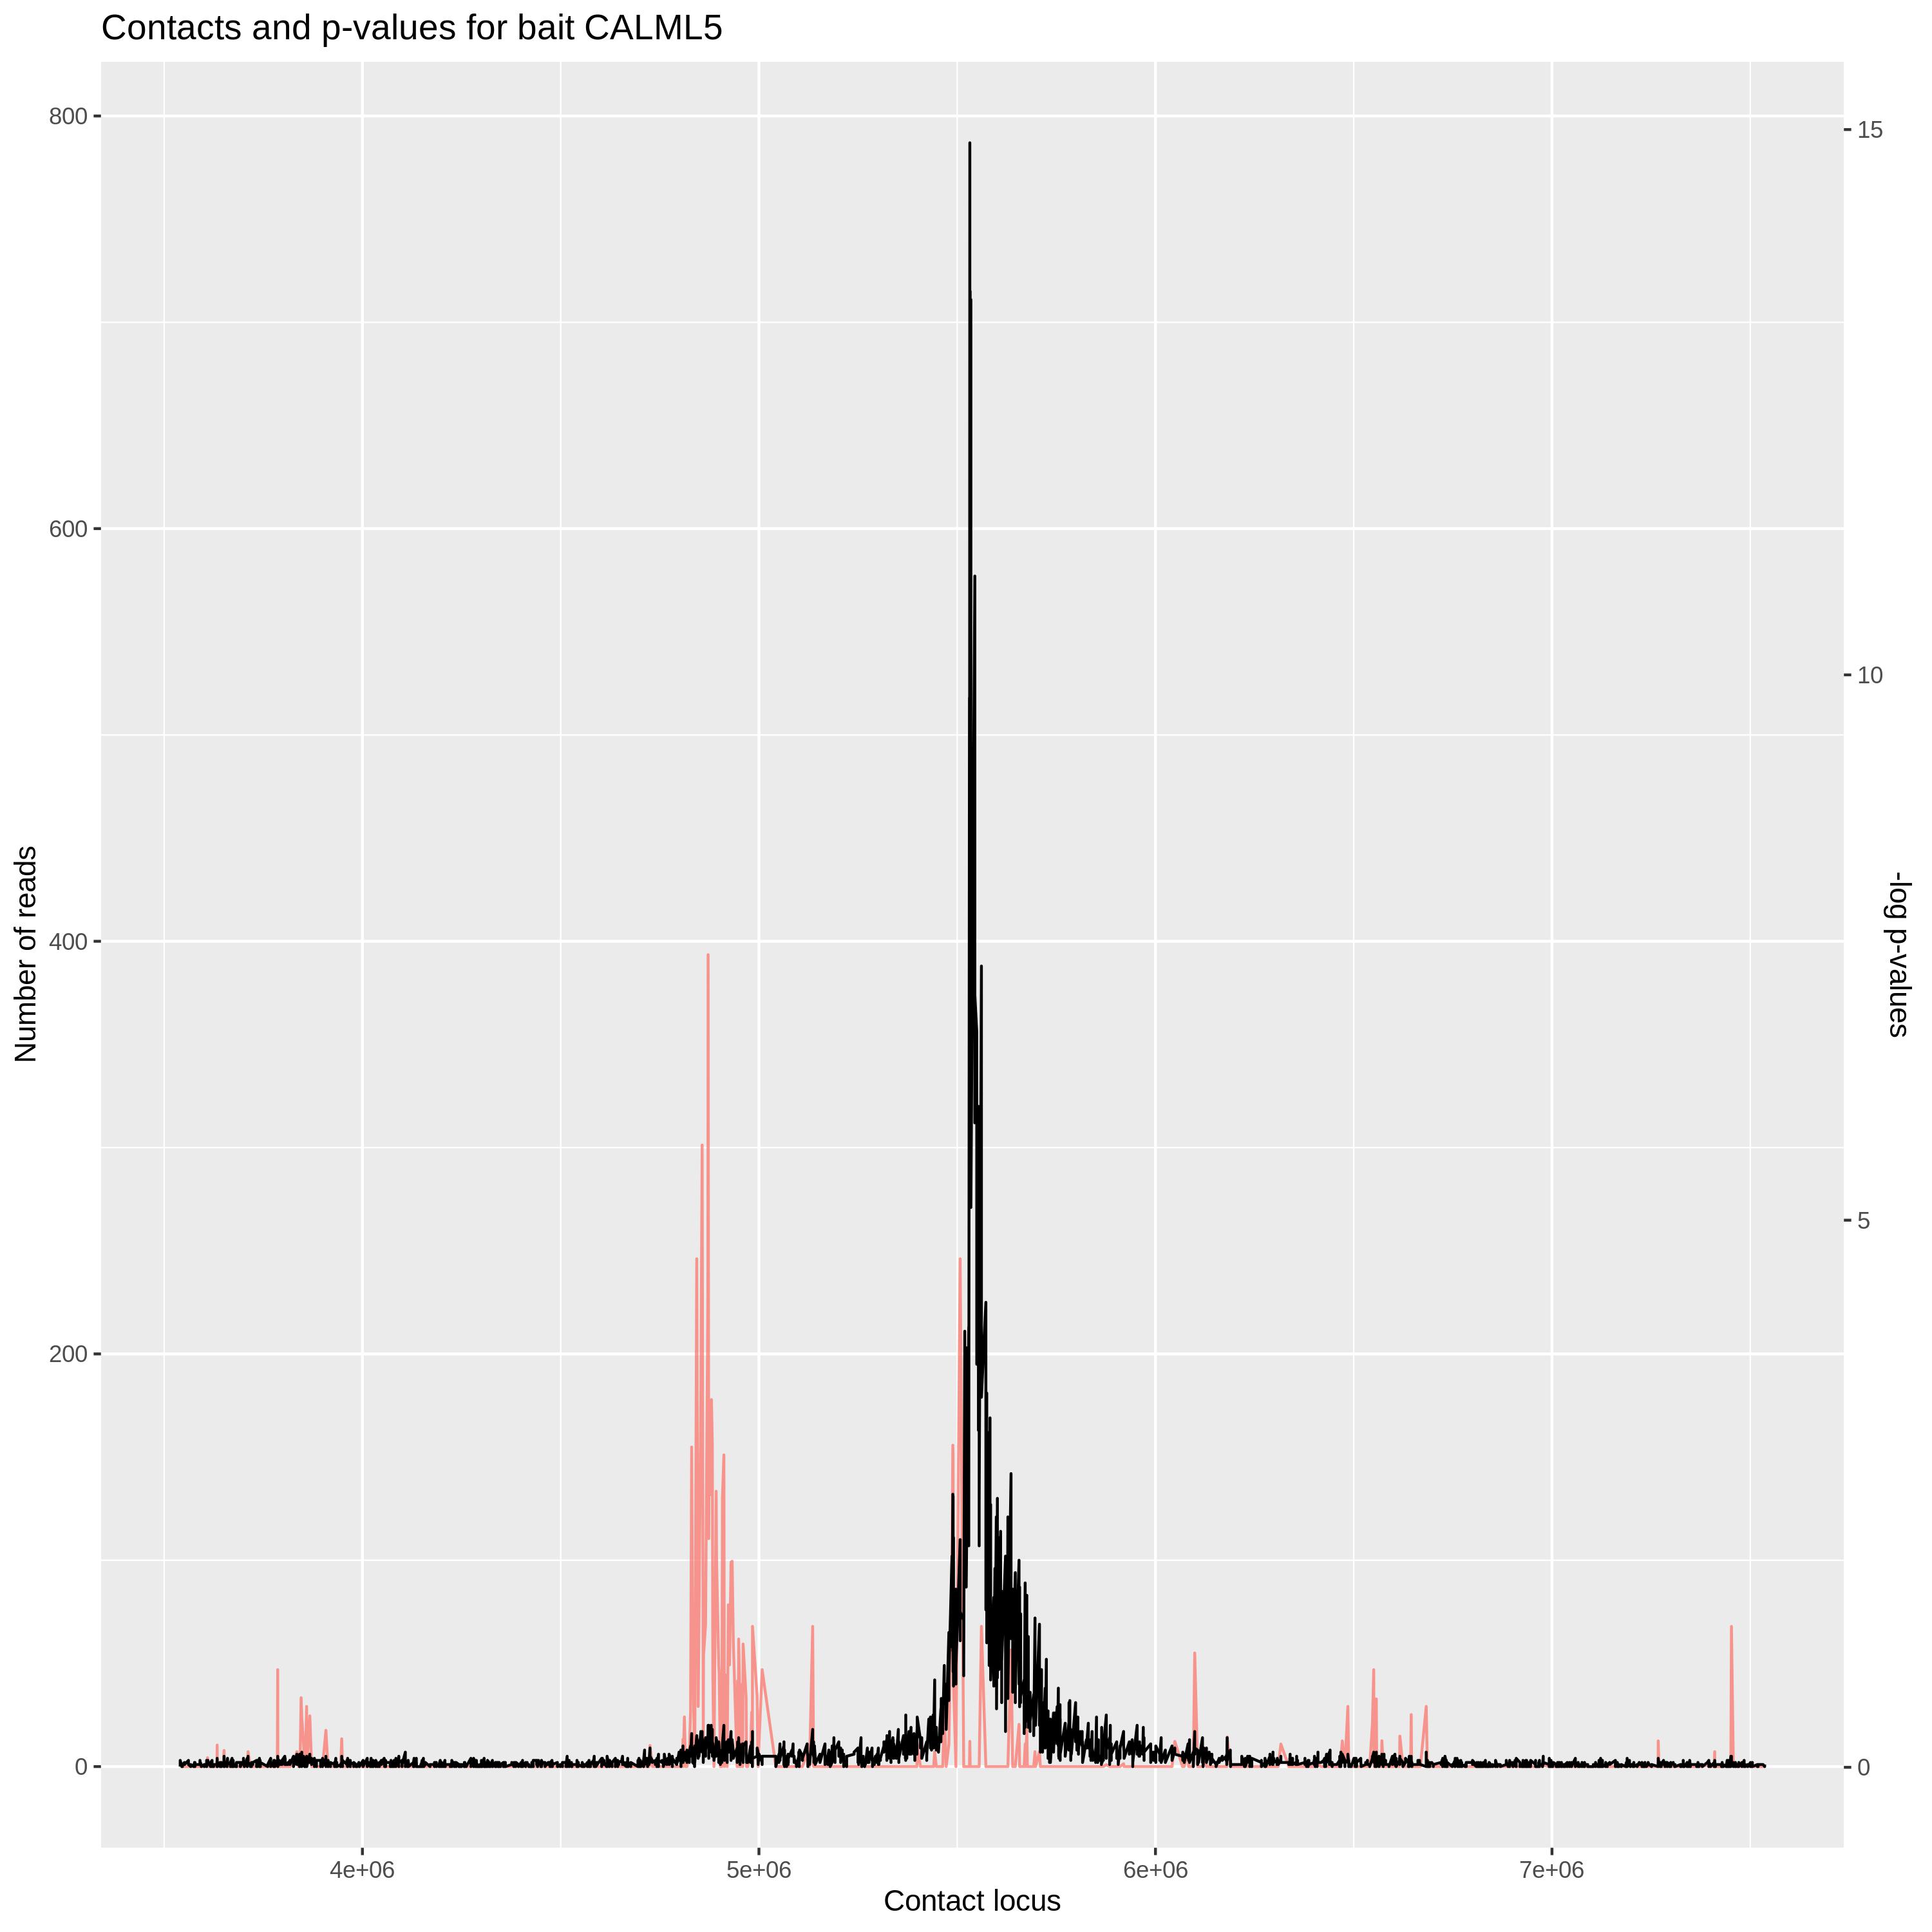 Contacts and p-values for bait CALML5
800
600
400
200
0
Number of reads
15
10
5
0
-log p-values
4e+06
5e+06
6e+06
7e+06
Contact locus